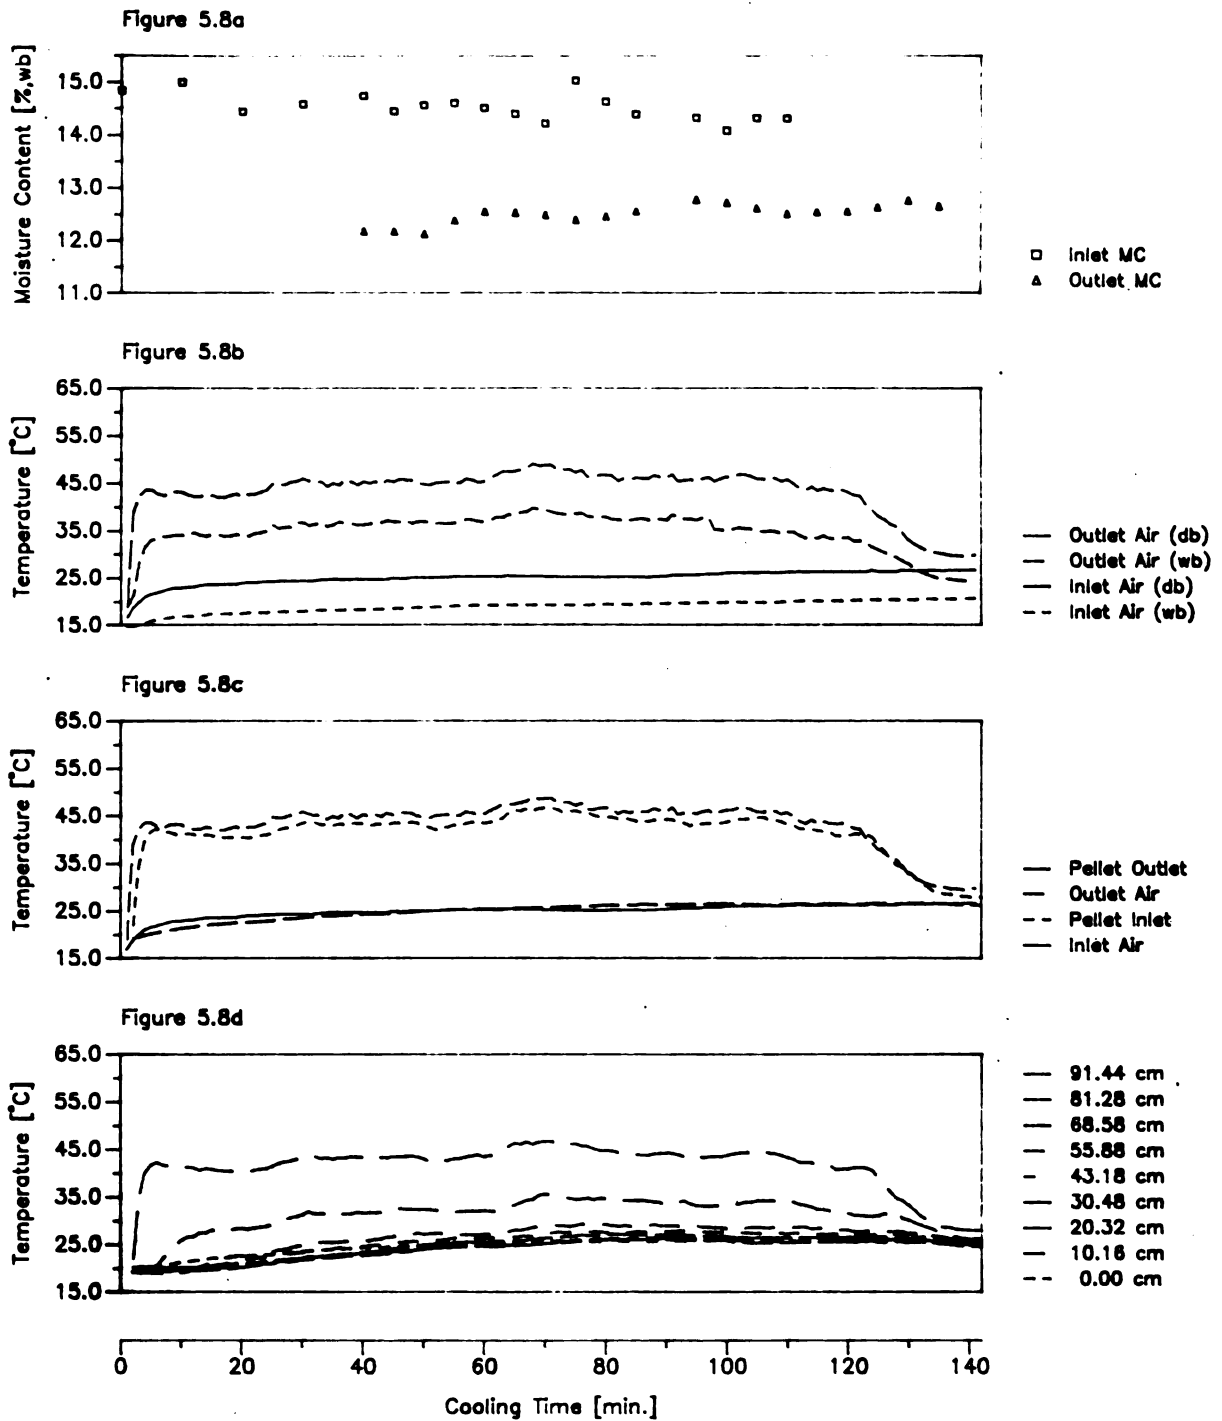 Figure 5.8a
Moisture Content [%,wb]
15.0
14.0
13.0
12.0
11.0
Inlet MC
Outlet MC
Figure 5.8b
Temperature [°C]
65.0
55.0
45.0
35.0
25.0
15.0
Outlet Air (db)
Outlet Air (wb)
Inlet Air (db)
Inlet Air (wb)
Figure 5.8c
Temperature [°C]
65.0
55.0
45.0
35.0
25.0
15.0
Pellet Outlet
Outlet Air
Pellet Inlet
Inlet Air
Figure 5.8d
Temperature [°C]
65.0
55.0
45.0
35.0
25.0
15.0
91.44 cm
81.28 cm
68.58 cm
55.88 cm
43.18 cm
30.48 cm
20.32 cm
10.16 cm
0.00 cm
0 20 40 60 80 100 120 140
Cooling Time [min.]